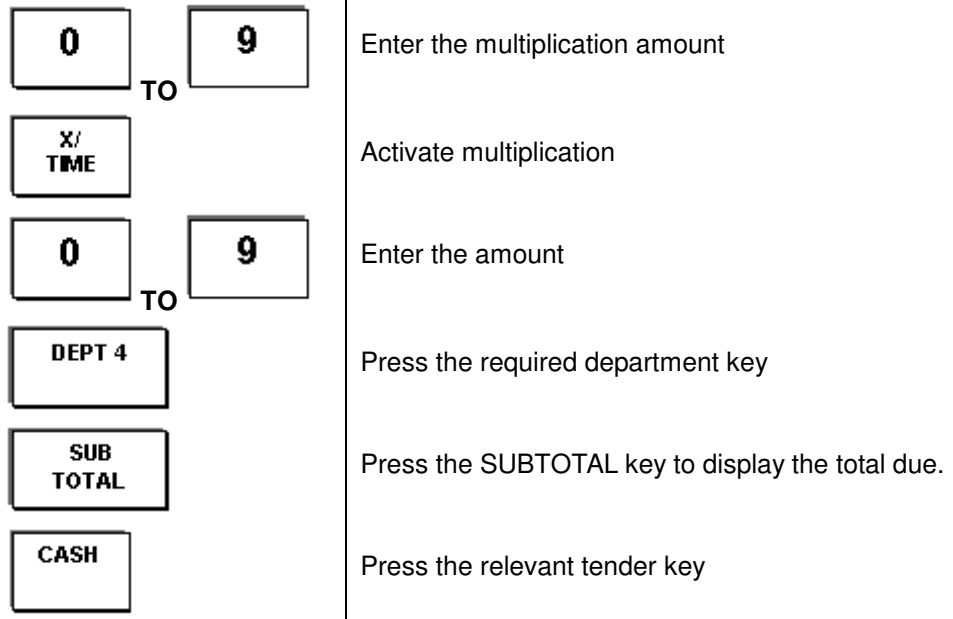 0 TO 9 Enter the multiplication amount
X/
TIME
Activate multiplication
0 TO 9 Enter the amount
DEPT 4
Press the required department key
SUB
TOTAL
Press the SUBTOTAL key to display the total due.
CASH
Press the relevant tender key